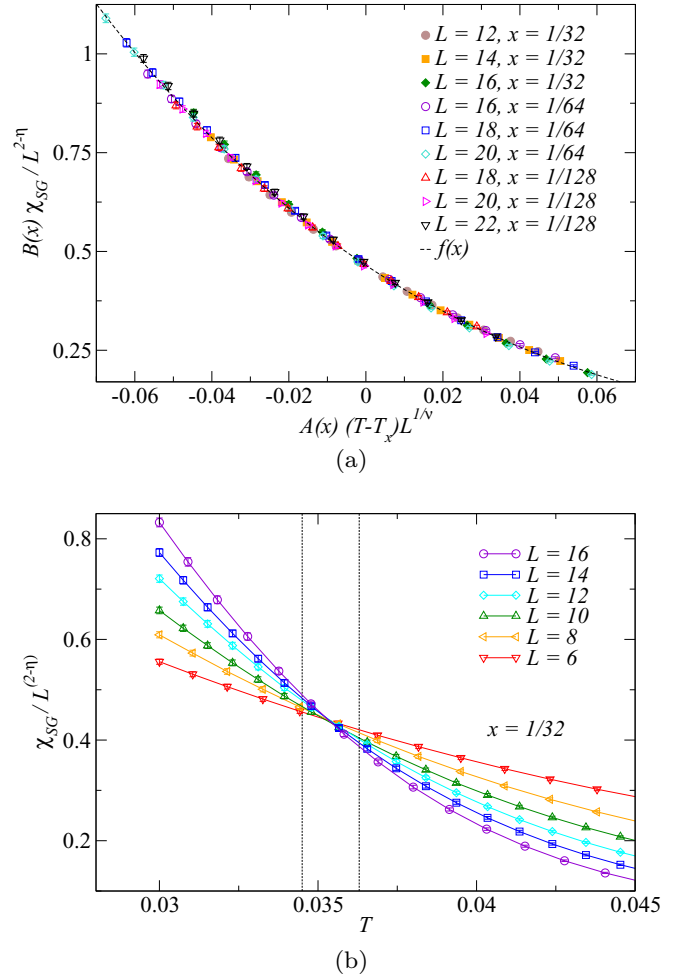 1
0.75
0.5
0.25
B(x) χ_SG / L^{2-η}
L = 12, x = 1/32
L = 14, x = 1/32
L = 16, x = 1/32
L = 16, x = 1/64
L = 18, x = 1/64
L = 20, x = 1/64
L = 18, x = 1/128
L = 20, x = 1/128
L = 22, x = 1/128
f(x)
-0.06 -0.04 -0.02 0 0.02 0.04 0.06
A(x) (T-T_x)L^{1/ν}
(a)
0.8
0.6
0.4
0.2
χ_SG / L^{(2-η)}
L = 16
L = 14
L = 12
L = 10
L = 8
L = 6
x = 1/32
0.03 0.035 0.04 0.045
T
(b)